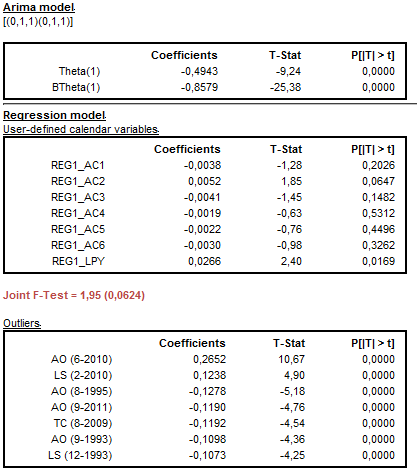 Arima model
[(0,1,1)(0,1,1)]
Coefficients T-Stat P[|T| > t]
Theta(1) -0,4943 -9,24 0,0000
BTheta(1) -0,8579 -25,38 0,0000
Regression model
User-defined calendar variables
Coefficients T-Stat P[|T| > t]
REG1_AC1 -0,0038 -1,28 0,2026
REG1_AC2 0,0052 1,85 0,0647
REG1_AC3 -0,0041 -1,45 0,1482
REG1_AC4 -0,0019 -0,63 0,5312
REG1_AC5 -0,0022 -0,76 0,4496
REG1_AC6 -0,0030 -0,98 0,3262
REG1_LPY 0,0266 2,40 0,0169
Joint F-Test = 1,95 (0,0624)
Outliers
Coefficients T-Stat P[|T| > t]
AO (6-2010) 0,2652 10,67 0,0000
LS (2-2010) 0,1238 4,90 0,0000
AO (8-1995) -0,1278 -5,18 0,0000
AO (9-2011) -0,1190 -4,76 0,0000
TC (8-2009) -0,1192 -4,54 0,0000
AO (9-1993) -0,1098 -4,36 0,0000
LS (12-1993) -0,1073 -4,25 0,0000